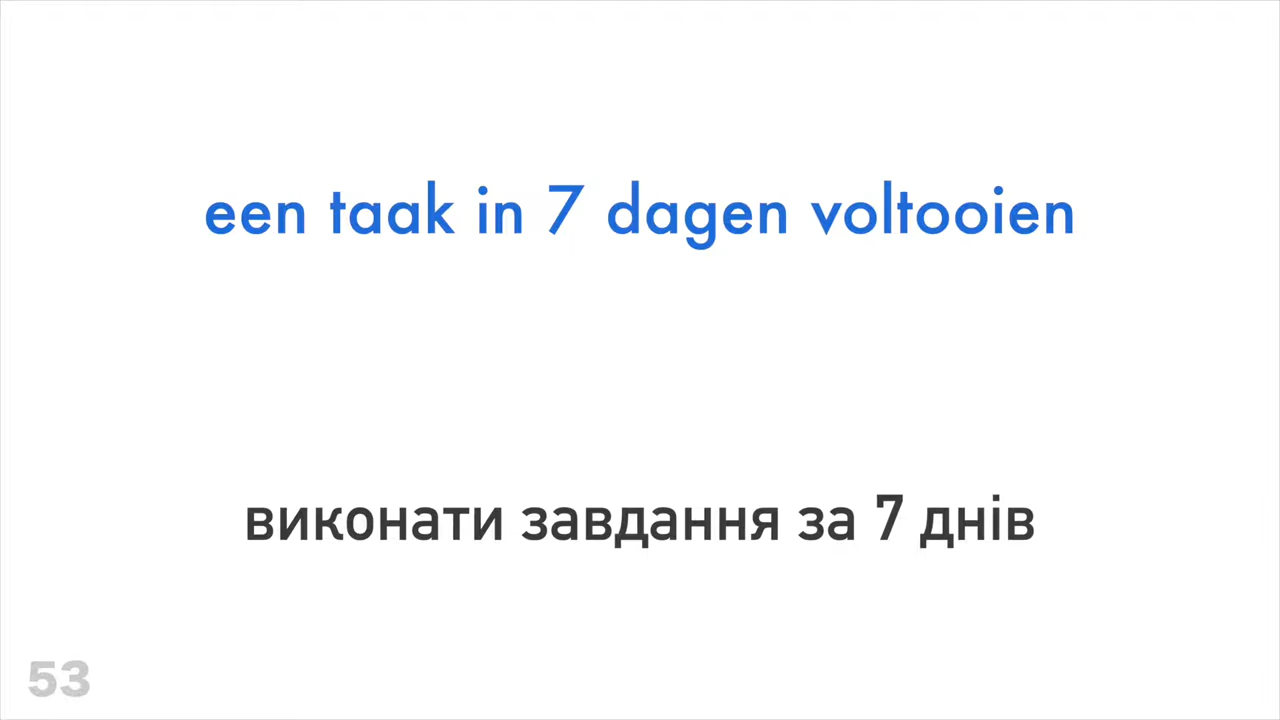 een taak in 7 dagen voltooien
виконати завдання за 7 днів
53